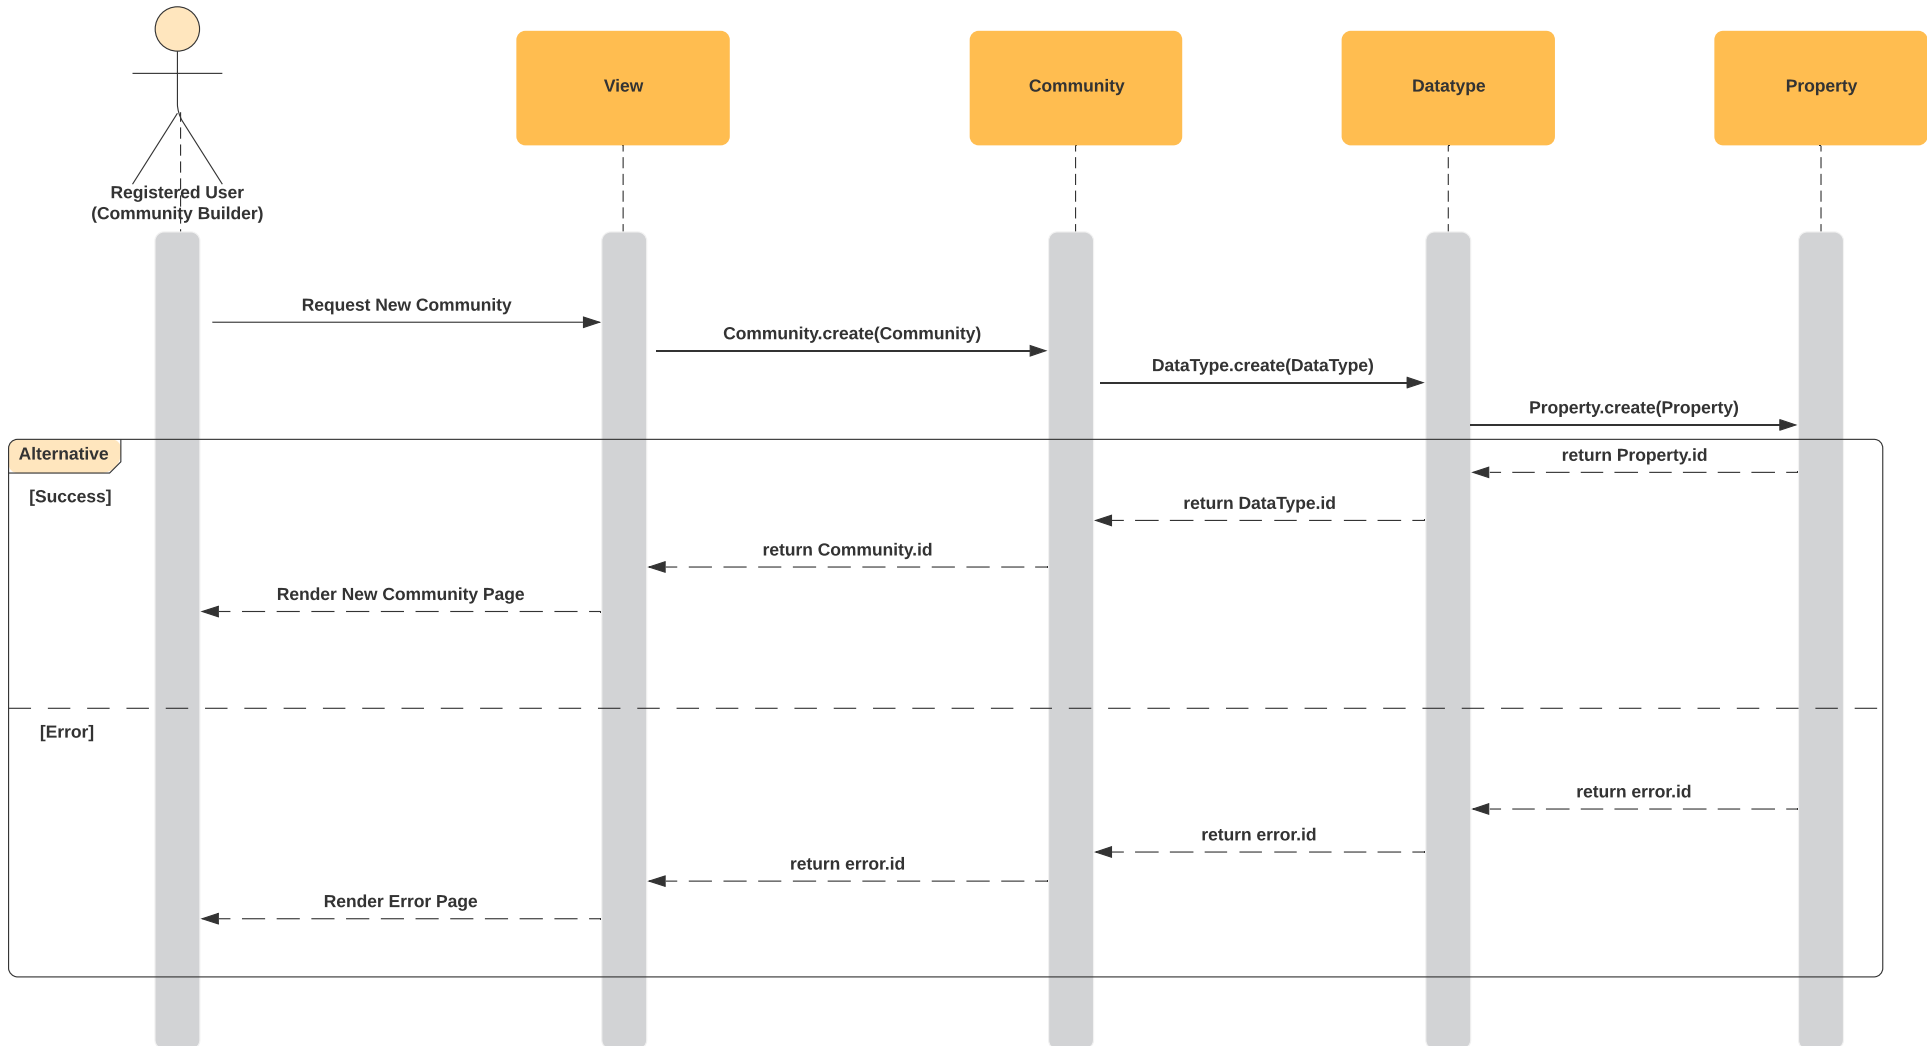 View
Community
Datatype
Property
Registered User
(Community Builder)
Request New Community
Community.create(Community)
DataType.create(DataType)
Property.create(Property)
Alternative
return Property.id
[Success]
return DataType.id
return Community.id
Render New Community Page
[Error]
return error.id
return error.id
return error.id
Render Error Page